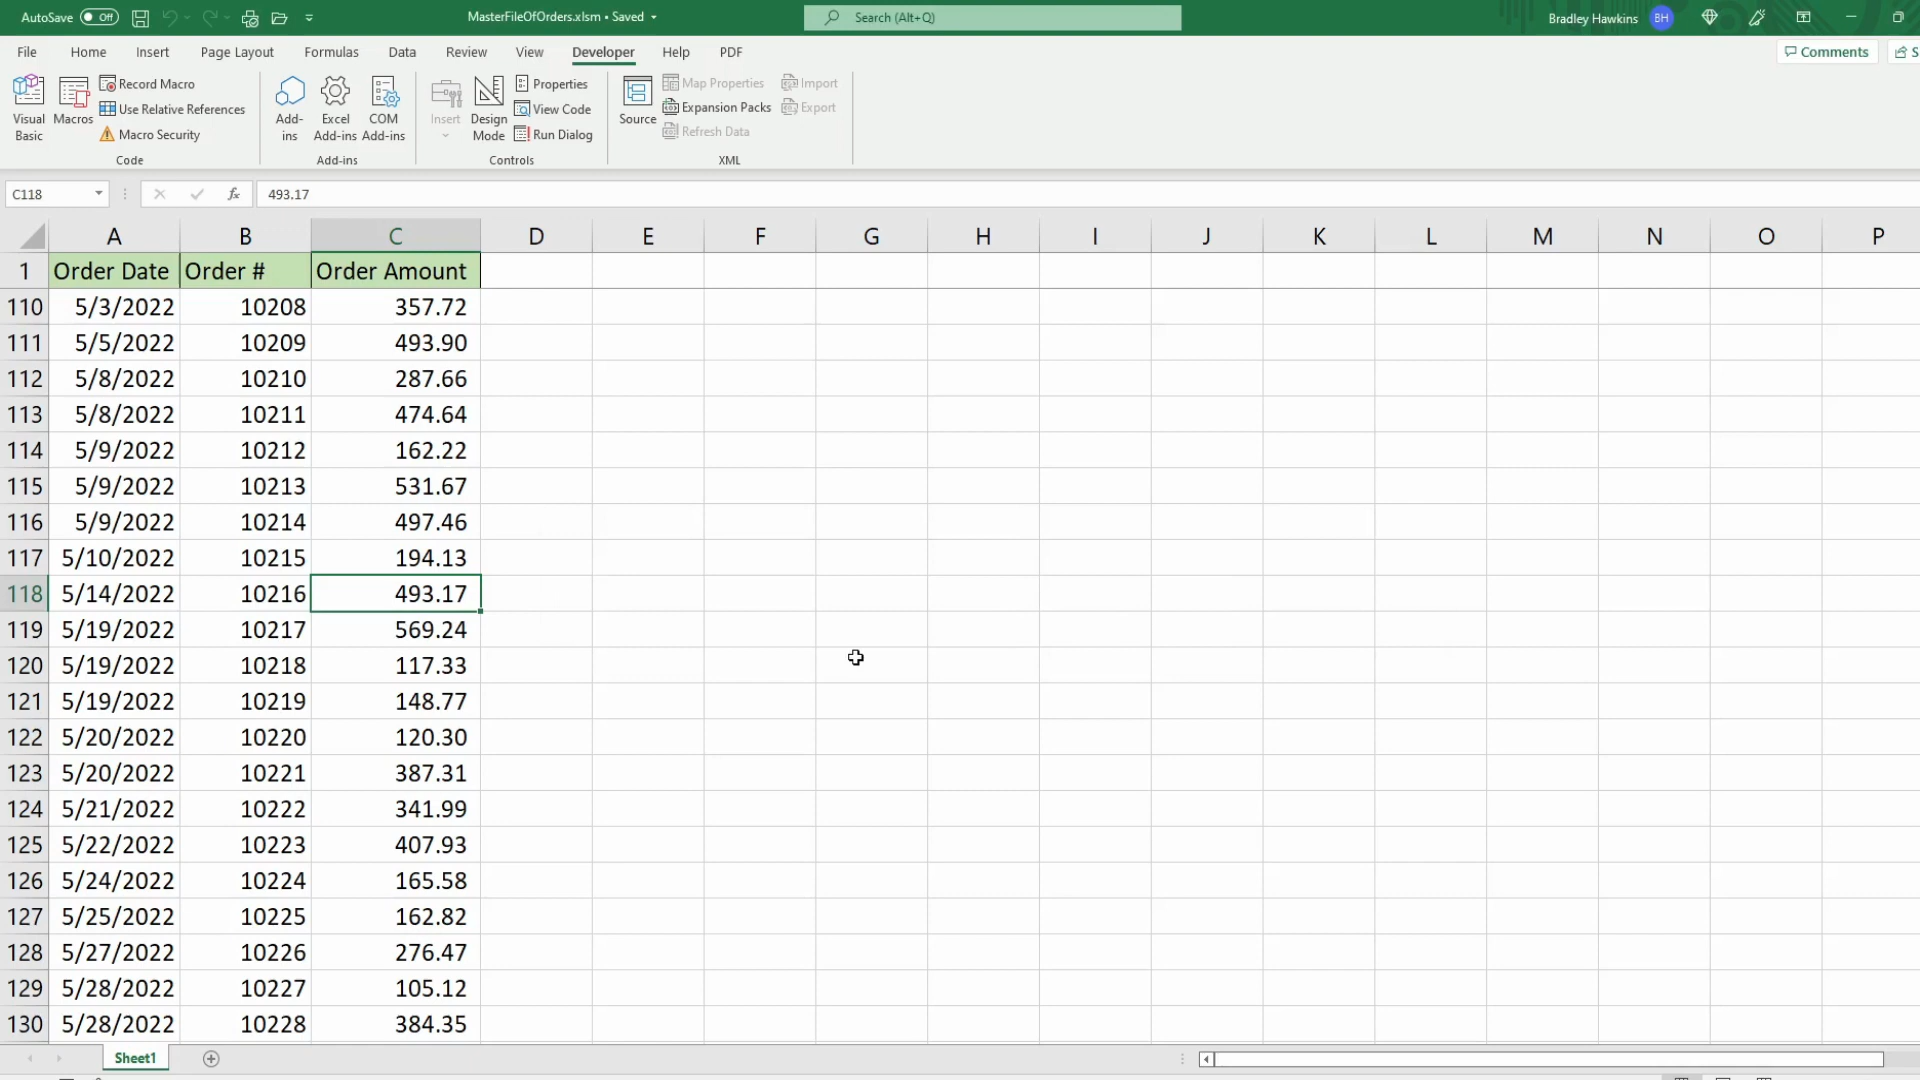 AutoSave Off MasterFileOfOrders.xlsm • Saved Search (Alt+Q) Bradley Hawkins BH
File Home Insert Page Layout Formulas Data Review View Developer Help PDF Comments S
Visual Basic
Macros
Record Macro
Use Relative References
Macro Security
Code
Add-ins
Excel Add-ins
COM Add-ins
Add-ins
Insert
Design Mode
Properties
View Code
Run Dialog
Controls
Source
Map Properties
Expansion Packs
Refresh Data
Import
Export
XML
C118 fx 493.17
A B C D E F G H I J K L M N O P
1 Order Date Order # Order Amount
110 5/3/2022 10208 357.72
111 5/5/2022 10209 493.90
112 5/8/2022 10210 287.66
113 5/8/2022 10211 474.64
114 5/9/2022 10212 162.22
115 5/9/2022 10213 531.67
116 5/9/2022 10214 497.46
117 5/10/2022 10215 194.13
118 5/14/2022 10216 493.17
119 5/19/2022 10217 569.24
120 5/19/2022 10218 117.33
121 5/19/2022 10219 148.77
122 5/20/2022 10220 120.30
123 5/20/2022 10221 387.31
124 5/21/2022 10222 341.99
125 5/22/2022 10223 407.93
126 5/24/2022 10224 165.58
127 5/25/2022 10225 162.82
128 5/27/2022 10226 276.47
129 5/28/2022 10227 105.12
130 5/28/2022 10228 384.35
Sheet1